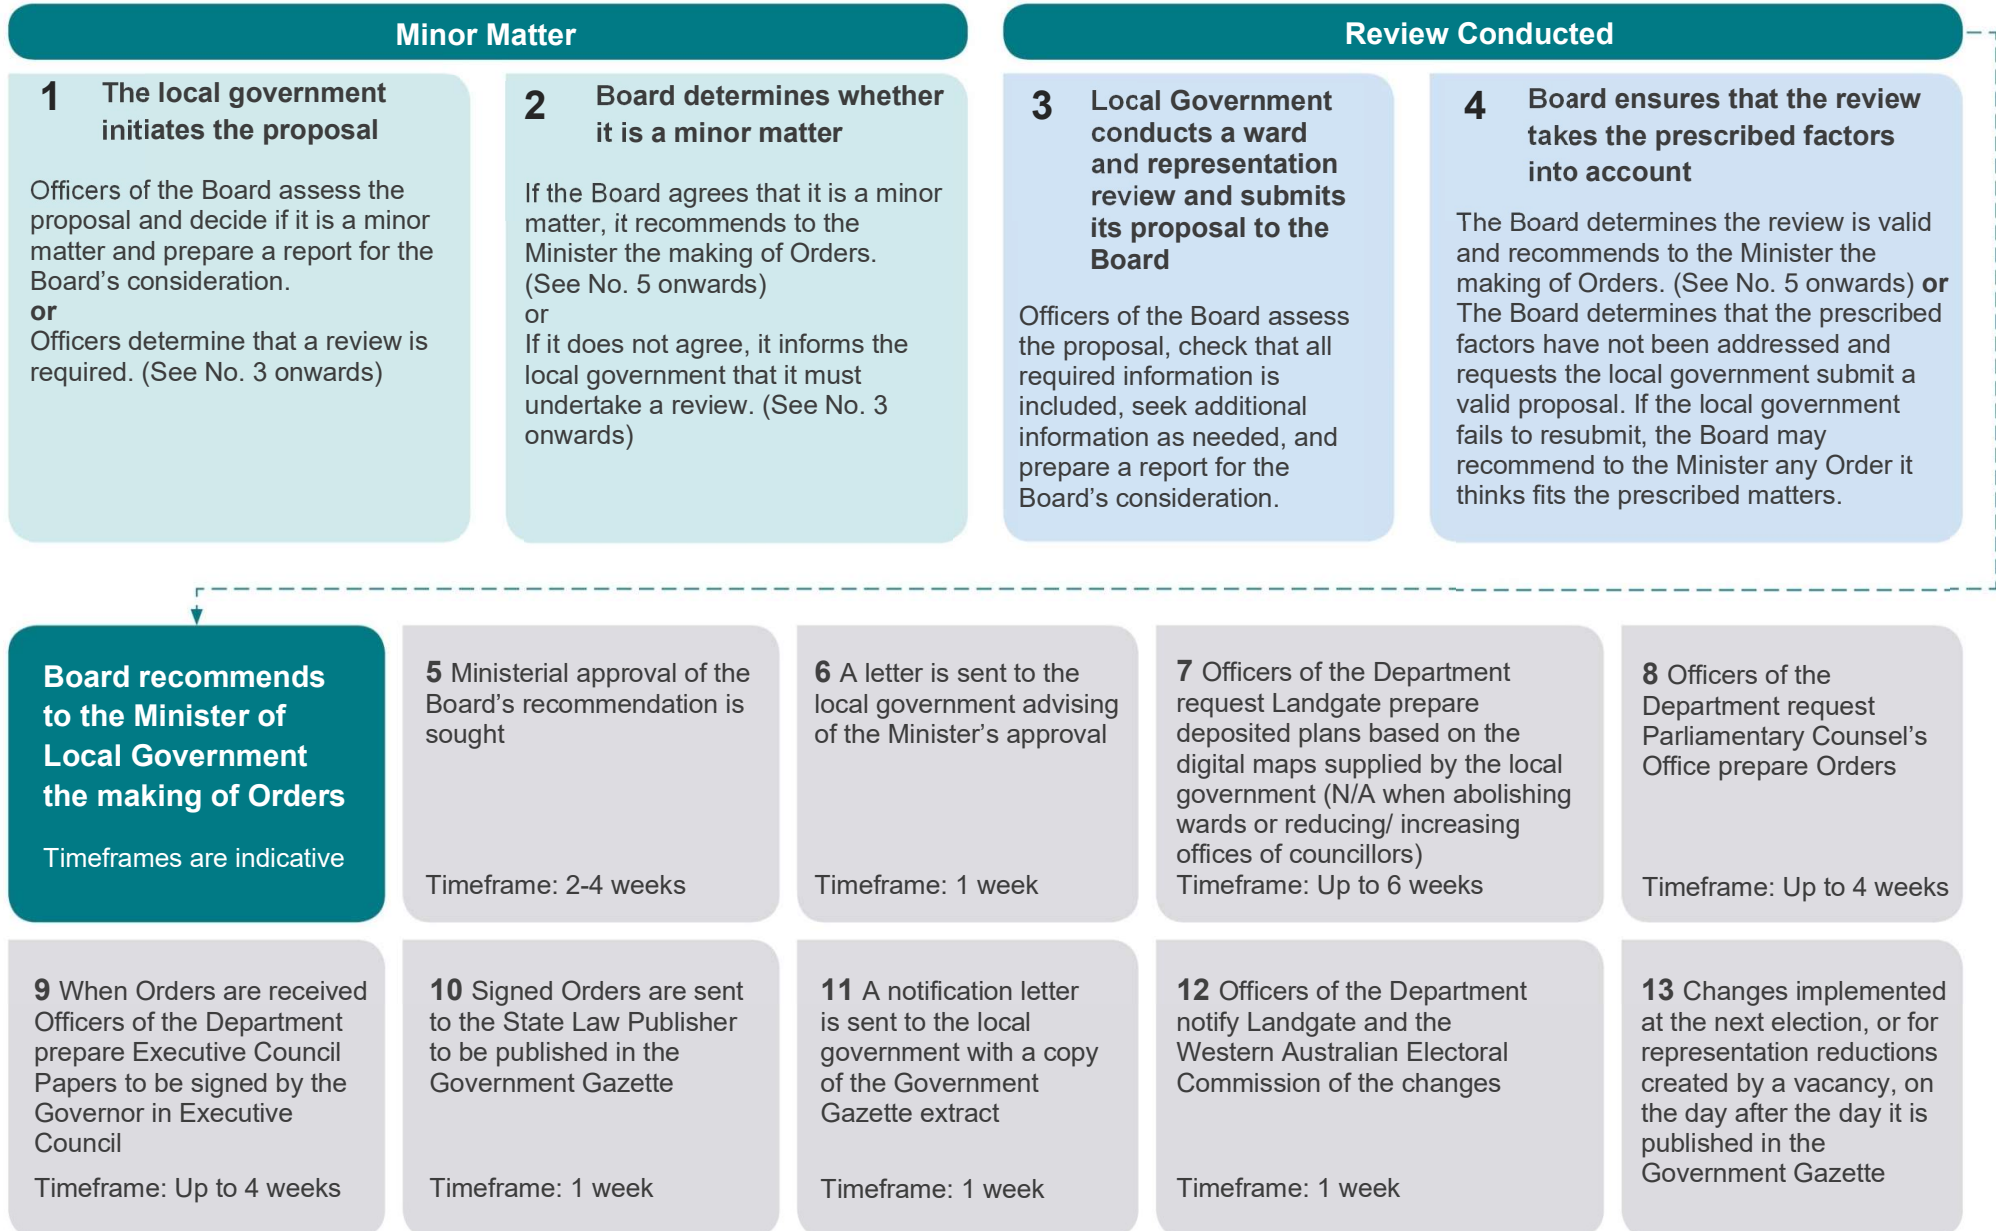 Minor Matter
Review Conducted
1 The local government
initiates the proposal
Officers of the Board assess the
proposal and decide if it is a minor
matter and prepare a report for the
Board’s consideration.
or
Officers determine that a review is
required. (See No. 3 onwards)
2 Board determines whether
it is a minor matter
If the Board agrees that it is a minor
matter, it recommends to the
Minister the making of Orders.
(See No. 5 onwards)
or
If it does not agree, it informs the
local government that it must
undertake a review. (See No. 3
onwards)
3 Local Government
conducts a ward
and representation
review and submits
its proposal to the
Board
Officers of the Board assess
the proposal, check that all
required information is
included, seek additional
information as needed, and
prepare a report for the
Board’s consideration.
4 Board ensures that the review
takes the prescribed factors
into account
The Board determines the review is valid
and recommends to the Minister the
making of Orders. (See No. 5 onwards) or
The Board determines that the prescribed
factors have not been addressed and
requests the local government submit a
valid proposal. If the local government
fails to resubmit, the Board may
recommend to the Minister any Order it
thinks fits the prescribed matters.
Board recommends
to the Minister of
Local Government
the making of Orders
Timeframes are indicative
5 Ministerial approval of the
Board’s recommendation is
sought
Timeframe: 2-4 weeks
6 A letter is sent to the
local government advising
of the Minister’s approval
Timeframe: 1 week
7 Officers of the Department
request Landgate prepare
deposited plans based on the
digital maps supplied by the local
government (N/A when abolishing
wards or reducing/ increasing
offices of councillors)
Timeframe: Up to 6 weeks
8 Officers of the
Department request
Parliamentary Counsel’s
Office prepare Orders
Timeframe: Up to 4 weeks
9 When Orders are received
Officers of the Department
prepare Executive Council
Papers to be signed by the
Governor in Executive
Council
Timeframe: Up to 4 weeks
10 Signed Orders are sent
to the State Law Publisher
to be published in the
Government Gazette
Timeframe: 1 week
11 A notification letter
is sent to the local
government with a copy
of the Government
Gazette extract
Timeframe: 1 week
12 Officers of the Department
notify Landgate and the
Western Australian Electoral
Commission of the changes
Timeframe: 1 week
13 Changes implemented
at the next election, or for
representation reductions
created by a vacancy, on
the day after the day it is
published in the
Government Gazette